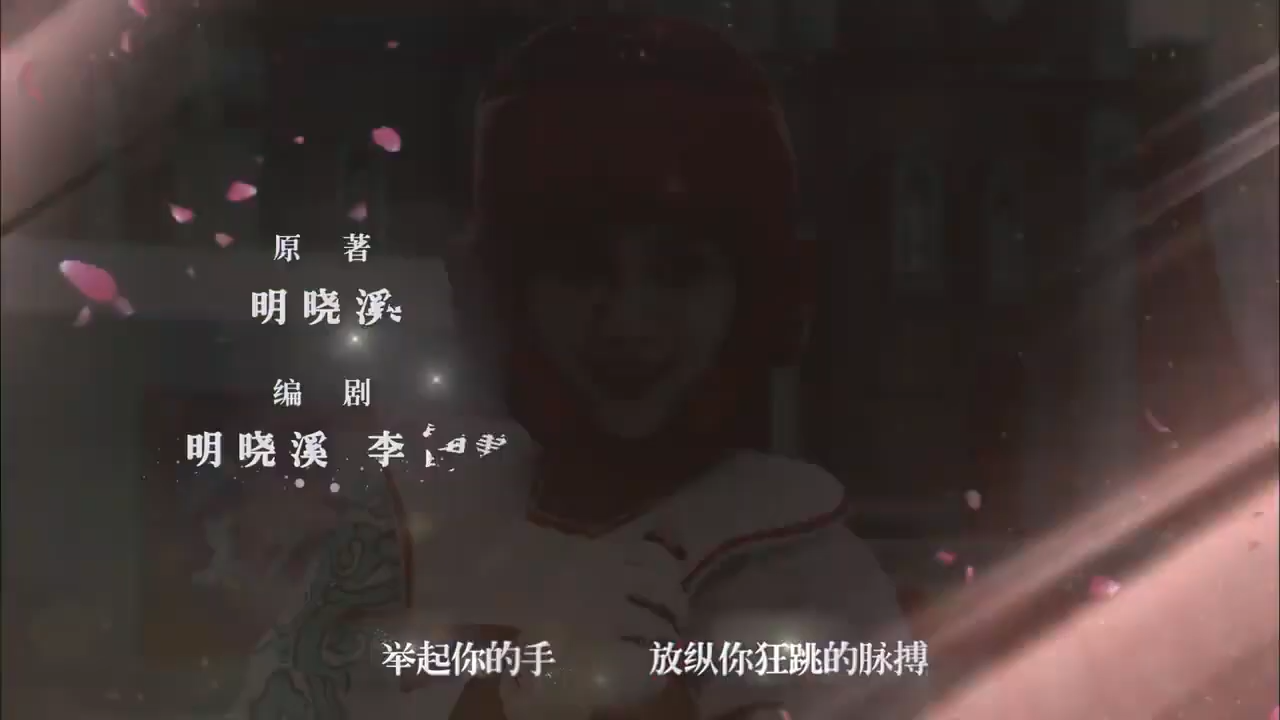 原 著
明晓溪
编 剧
明晓溪 李
举起你的手 放纵你狂跳的脉搏